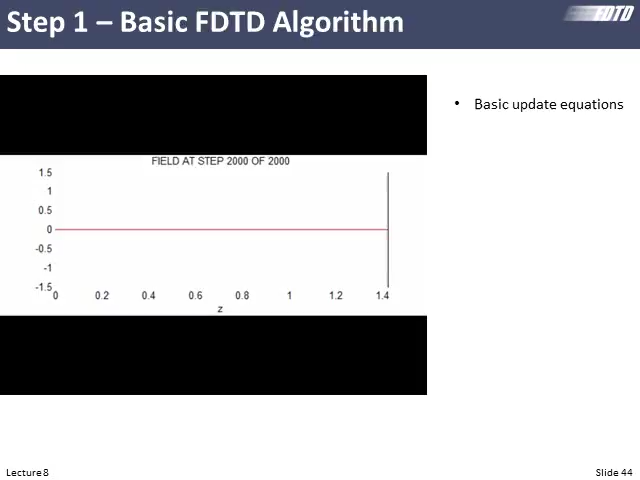 Step 1 – Basic FDTD Algorithm
FDTD
• Basic update equations
FIELD AT STEP 2000 OF 2000
1.5
1
0.5
0
-0.5
-1
-1.5
0 0.2 0.4 0.6 0.8 1 1.2 1.4
z
Lecture 8
Slide 44